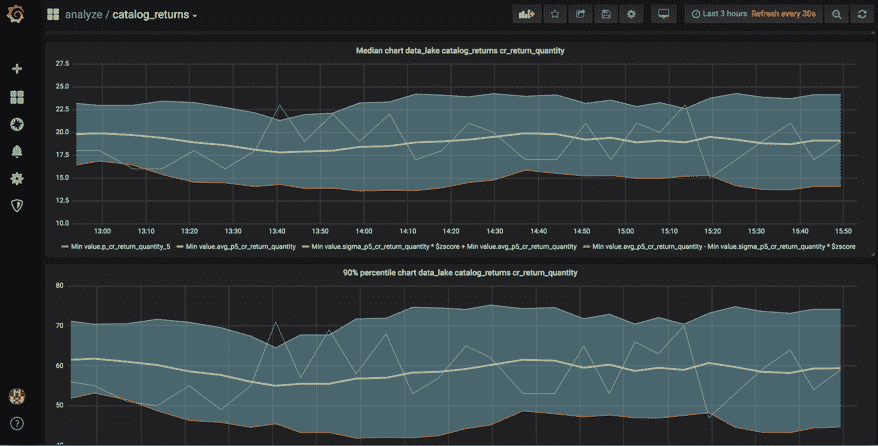 analyze / catalog_returns
Last 3 hours Refresh every 30s
Median chart data_lake catalog_returns cr_return_quantity
27.5
25.0
22.5
20.0
17.5
15.0
12.5
10.0
13:00 13:10 13:20 13:30 13:40 13:50 14:00 14:10 14:20 14:30 14:40 14:50 15:00 15:10 15:20 15:30 15:40 15:50
Min value.p_cr_return_quantity_5 Min value.avg_p5_cr_return_quantity Min value.sigma_p5_cr_return_quantity * $zscore + Min value.avg_p5_cr_return_quantity Min value.avg_p5_cr_return_quantity - Min value.sigma_p5_cr_return_quantity * $zscore
90% percentile chart data_lake catalog_returns cr_return_quantity
80
70
60
50
40